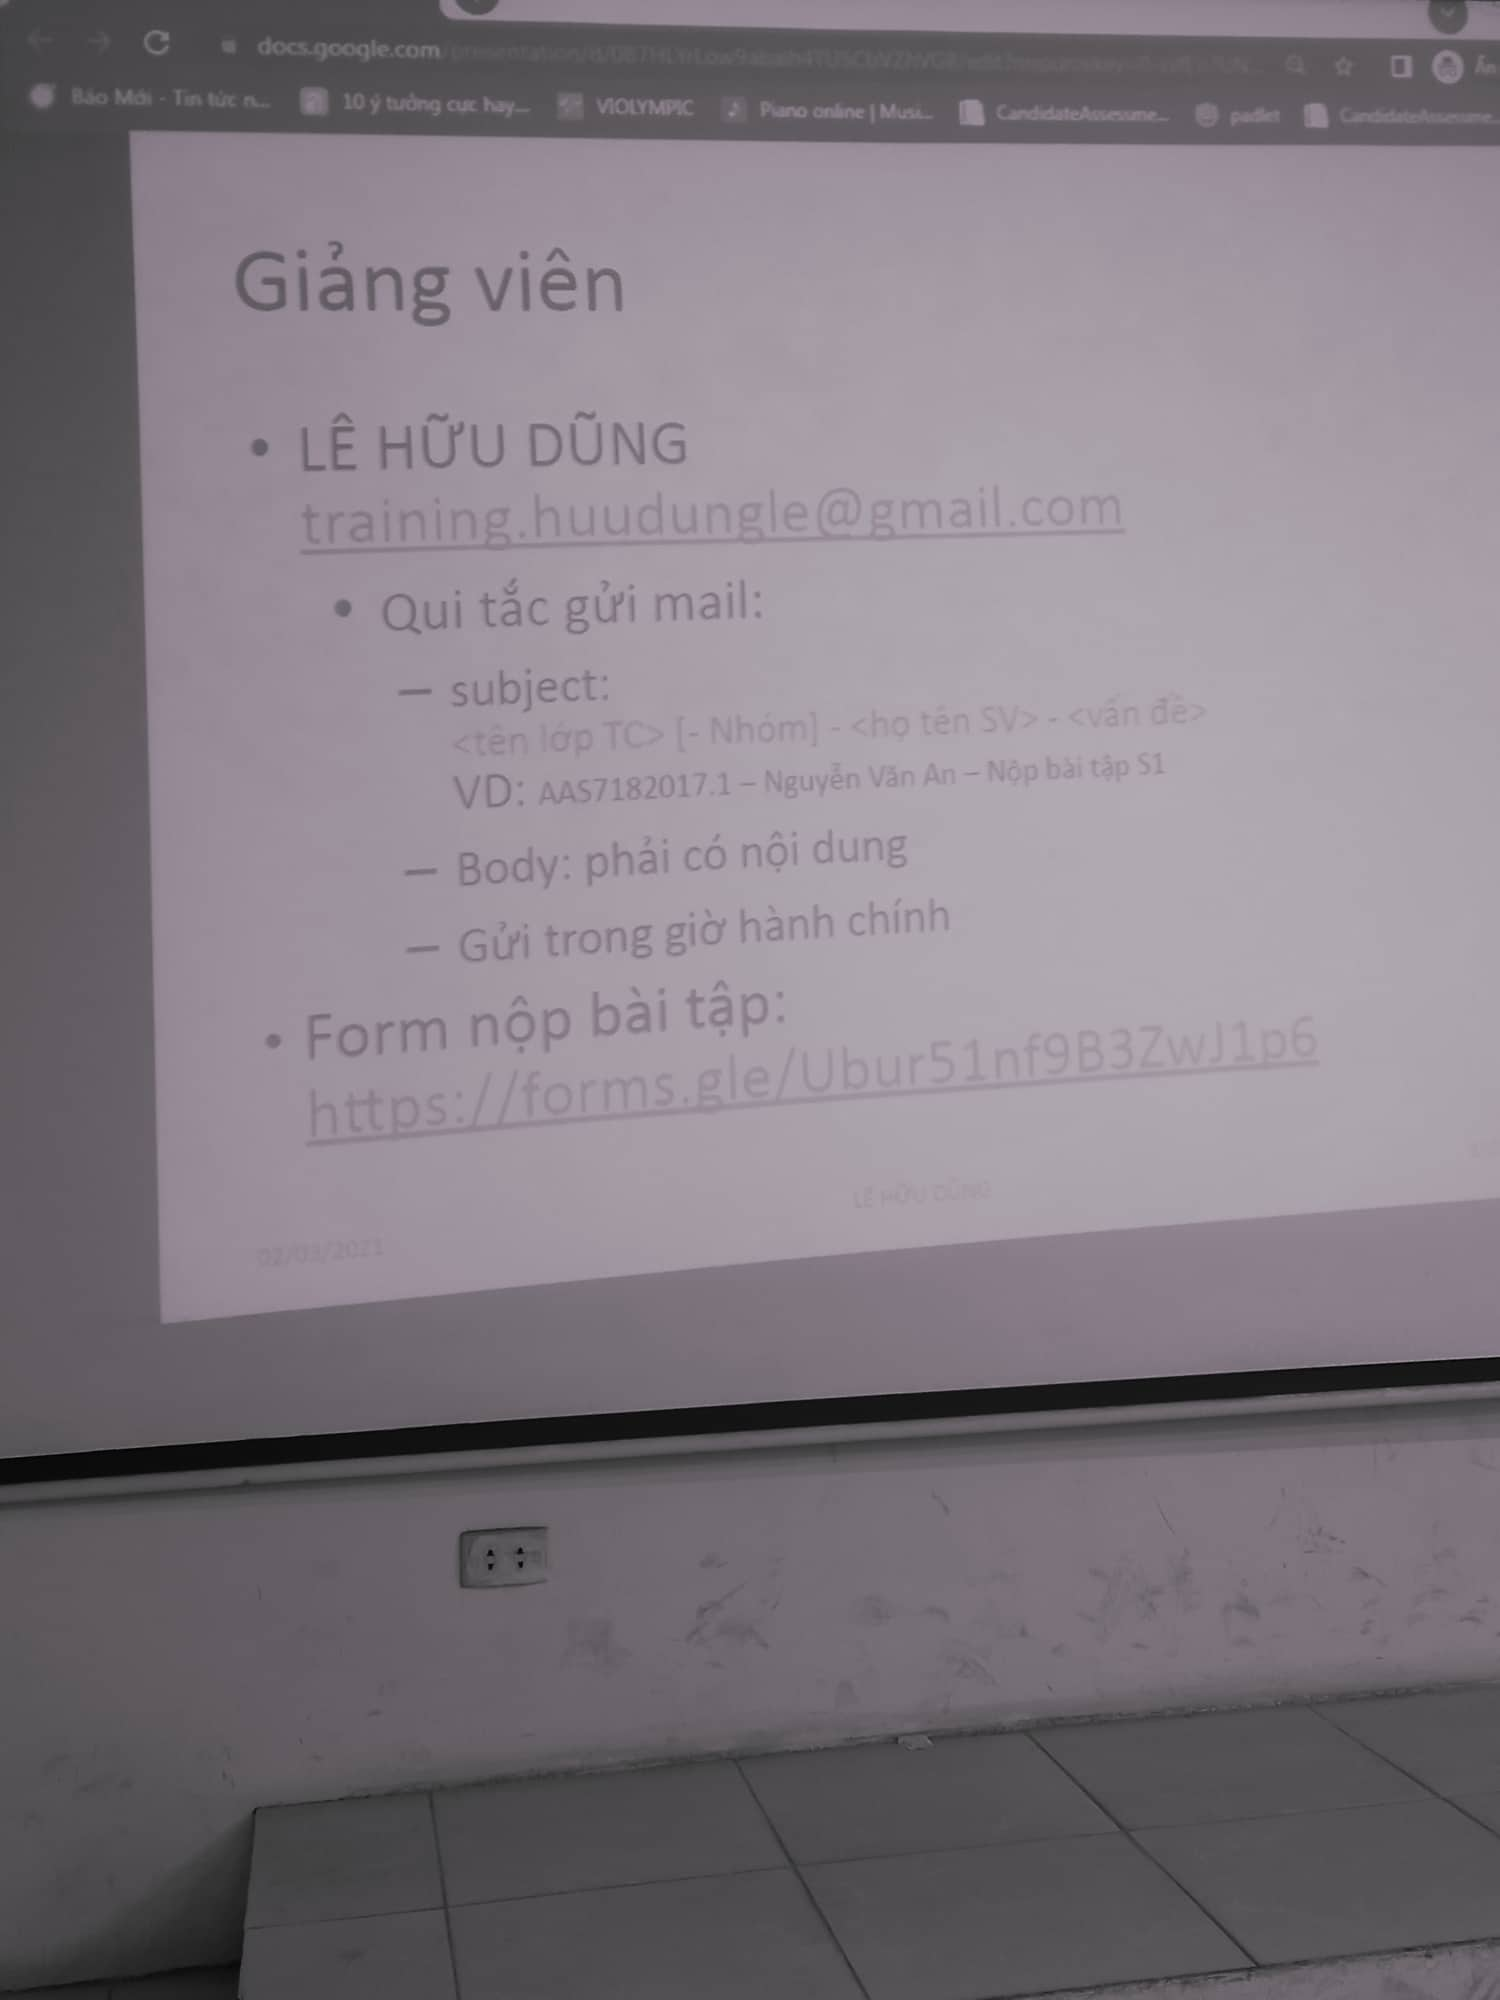 docs.google.com
Báo Mới - Tin tức n...
10 ý tưởng cực hay...
VIOLYMPIC
Piano online | Musi...
CandidateAssessme...
padlet
CandidateAssessme...
Giảng viên
• LÊ HỮU DŨNG
training.huudungle@gmail.com
• Qui tắc gửi mail:
– subject:
<tên lớp TC> [- Nhóm] - <họ tên SV> - <vấn đề>
VD: AAS7182017.1 – Nguyễn Văn An – Nộp bài tập S1
– Body: phải có nội dung
– Gửi trong giờ hành chính
• Form nộp bài tập:
https://forms.gle/Ubur51nf9B3ZwJ1p6
LÊ HỮU DŨNG
02/03/2021